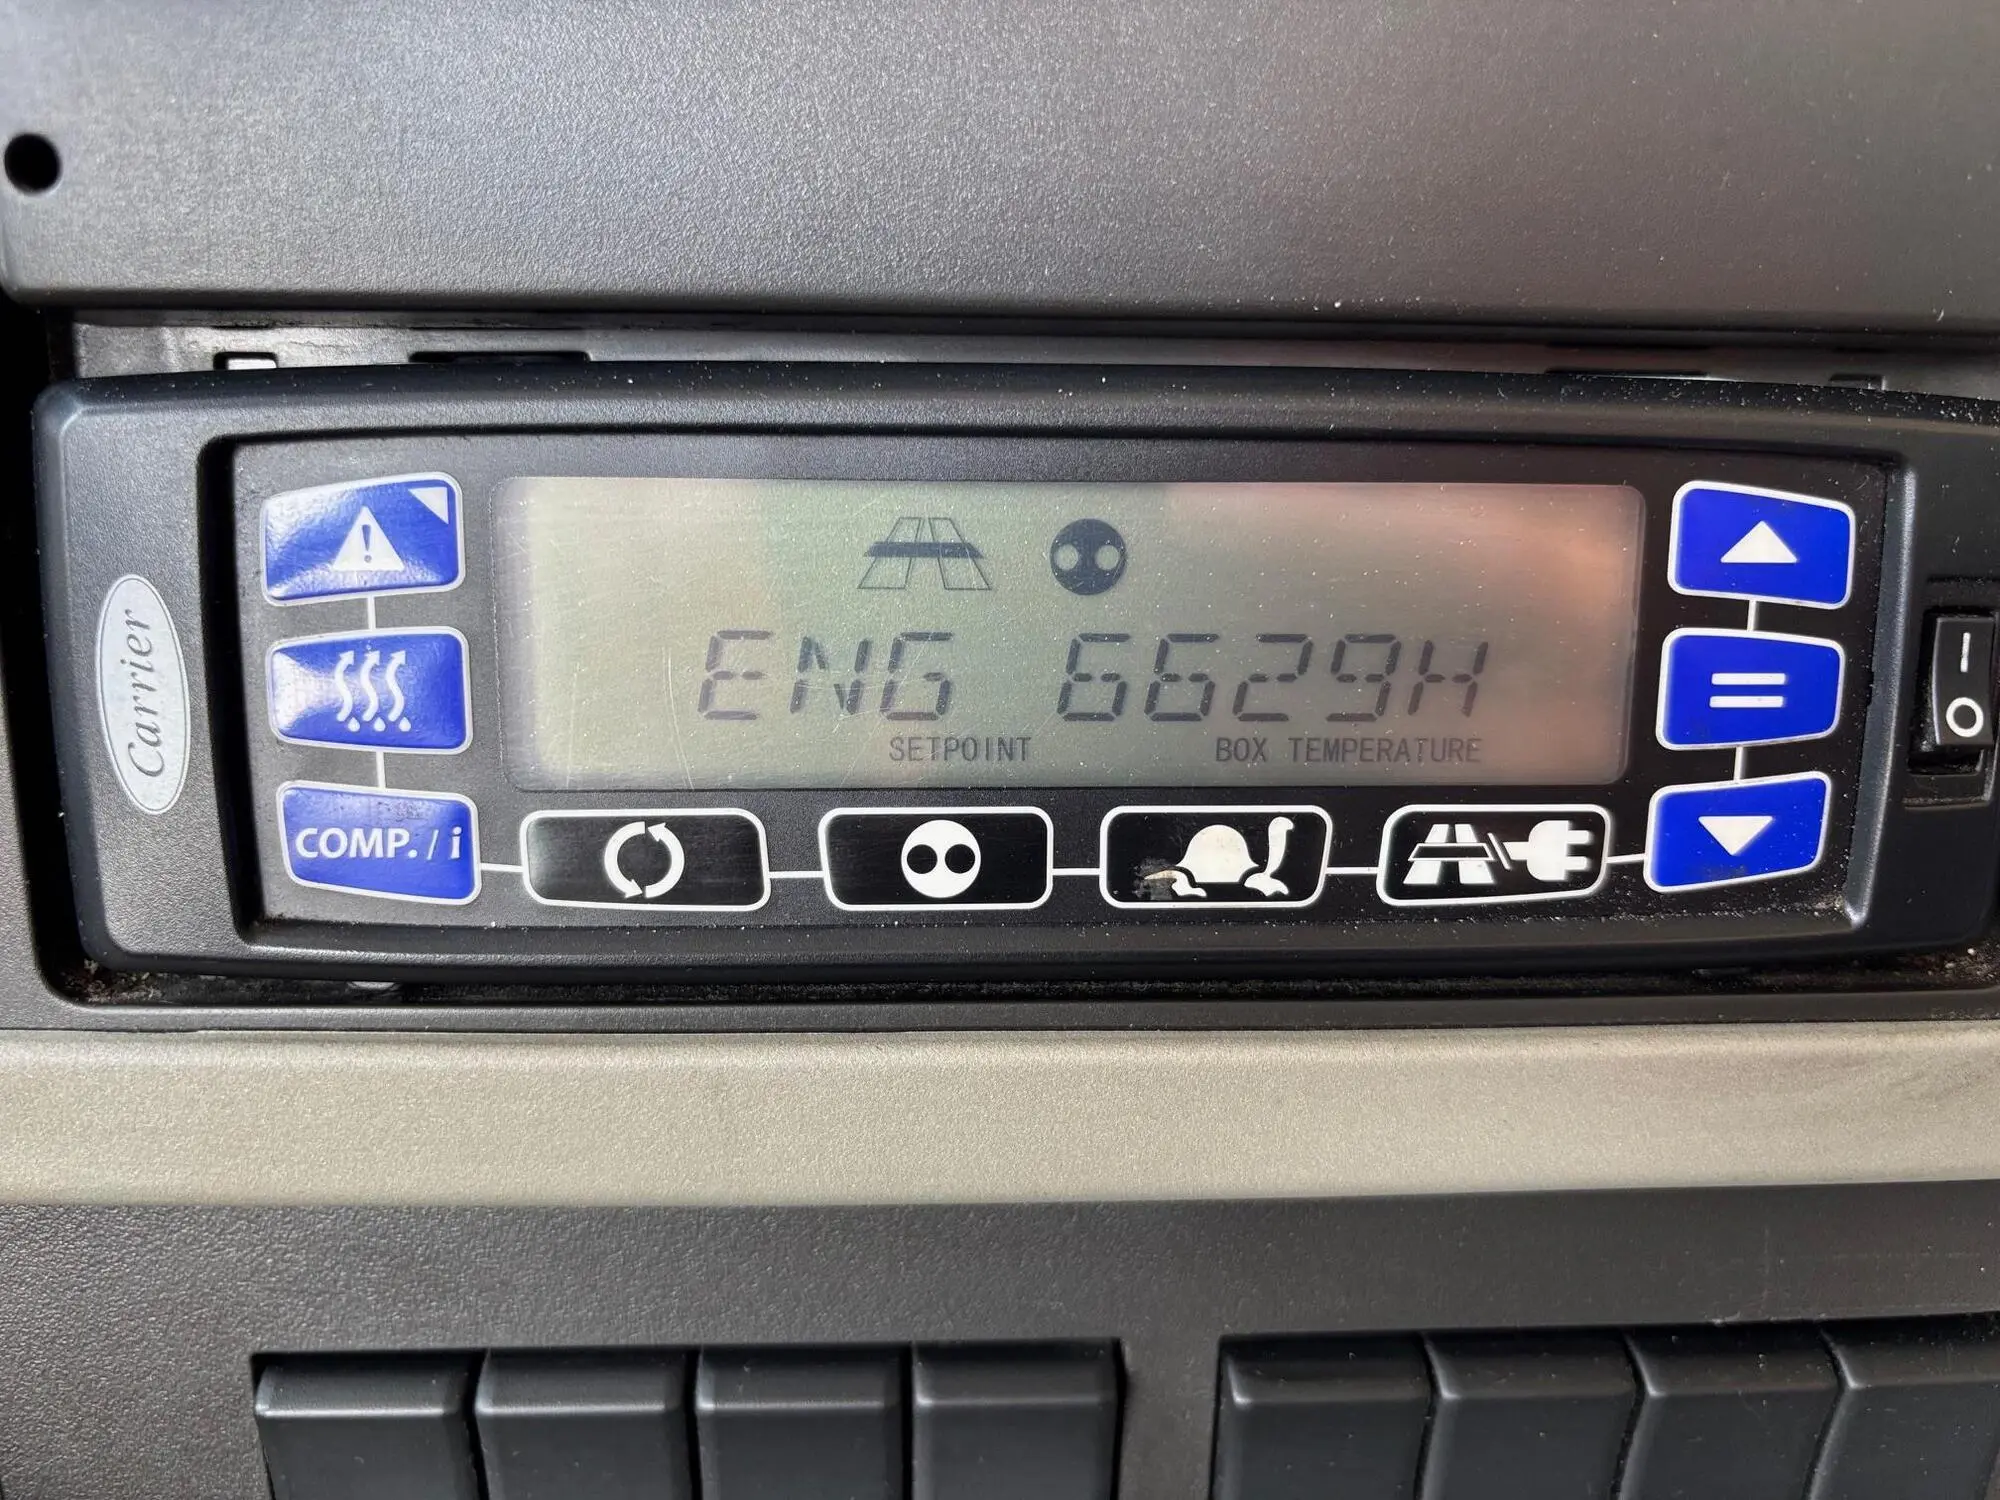 Carrier
ENG 6629H
SETPOINT BOX TEMPERATURE
COMP. / i